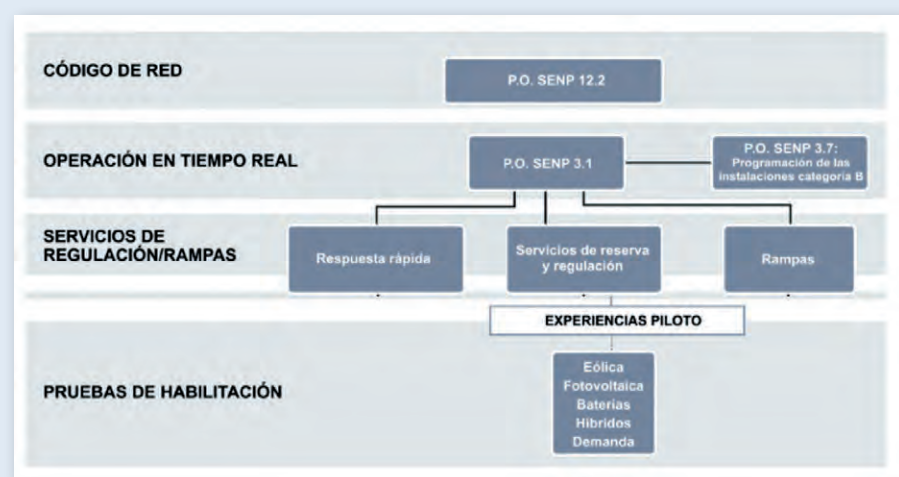 CÓDIGO DE RED
P.O. SENP 12.2
OPERACIÓN EN TIEMPO REAL
P.O. SENP 3.1
P.O. SENP 3.7:
Programación de las
instalaciones categoría B
SERVICIOS DE
REGULACIÓN/RAMPAS
Respuesta rápida
Servicios de reserva
y regulación
Rampas
EXPERIENCIAS PILOTO
PRUEBAS DE HABILITACIÓN
Eólica
Fotovoltaica
Baterías
Híbridos
Demanda